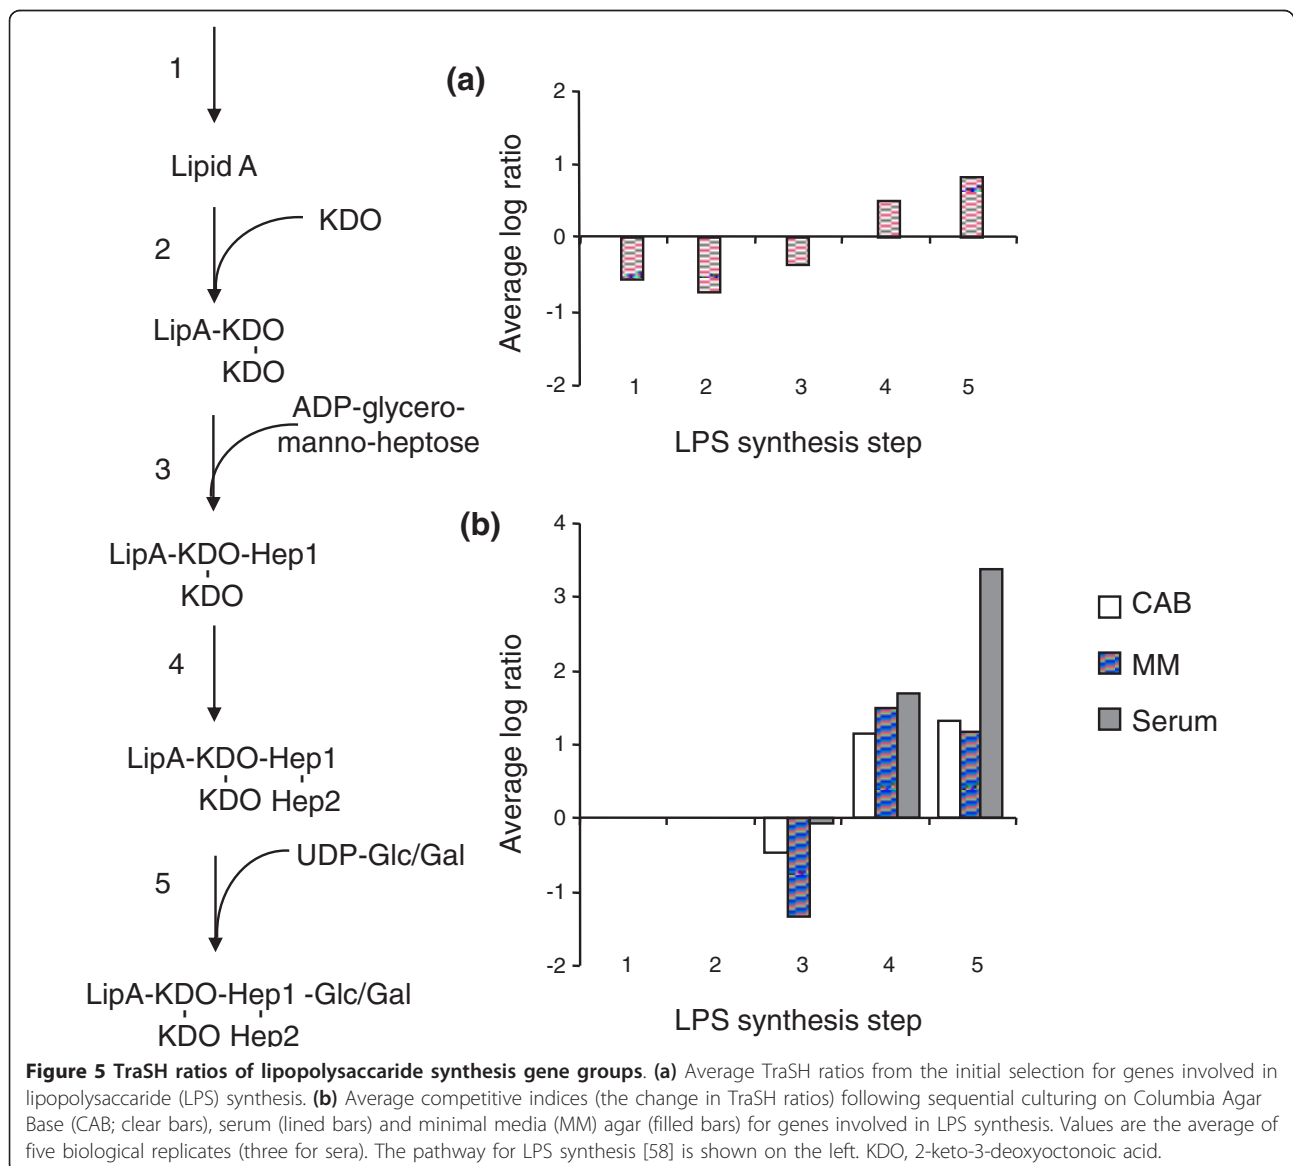 1
Lipid A
2
KDO
LipA-KDO
KDO
3
ADP-glycero-
manno-heptose
LipA-KDO-Hep1
KDO
4
LipA-KDO-Hep1
KDO Hep2
5
UDP-Glc/Gal
LipA-KDO-Hep1 -Glc/Gal
KDO Hep2
(a)
Average log ratio
2
1
0
-1
-2
1 2 3 4 5
LPS synthesis step
(b)
Average log ratio
4
3
2
1
0
-1
-2
1 2 3 4 5
LPS synthesis step
CAB
MM
Serum
Figure 5 TraSH ratios of lipopolysaccaride synthesis gene groups. (a) Average TraSH ratios from the initial selection for genes involved in
lipopolysaccaride (LPS) synthesis. (b) Average competitive indices (the change in TraSH ratios) following sequential culturing on Columbia Agar
Base (CAB; clear bars), serum (lined bars) and minimal media (MM) agar (filled bars) for genes involved in LPS synthesis. Values are the average of
five biological replicates (three for sera). The pathway for LPS synthesis [58] is shown on the left. KDO, 2-keto-3-deoxyoctonoic acid.